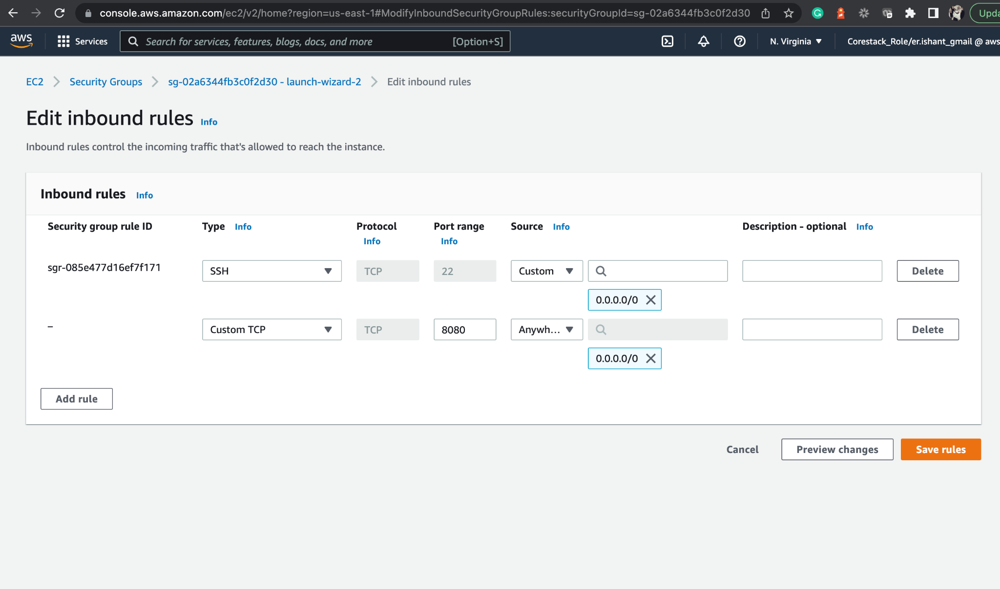 console.aws.amazon.com/ec2/v2/home?region=us-east-1#ModifyInboundSecurityGroupRules:securityGroupId=sg-02a6344fb3c0f2d30 Upda
aws Services Search for services, features, blogs, docs, and more [Option+S] N. Virginia Corestack_Role/er.ishant_gmail @ aws
EC2 Security Groups sg-02a6344fb3c0f2d30 - launch-wizard-2 Edit inbound rules
Edit inbound rules Info
Inbound rules control the incoming traffic that's allowed to reach the instance.
Inbound rules Info
Security group rule ID Type Info Protocol Info Port range Info Source Info Description - optional Info
sgr-085e477d16ef7f171 SSH TCP 22 Custom Delete
0.0.0.0/0
– Custom TCP TCP 8080 Anywh... Delete
0.0.0.0/0
Add rule
Cancel Preview changes Save rules